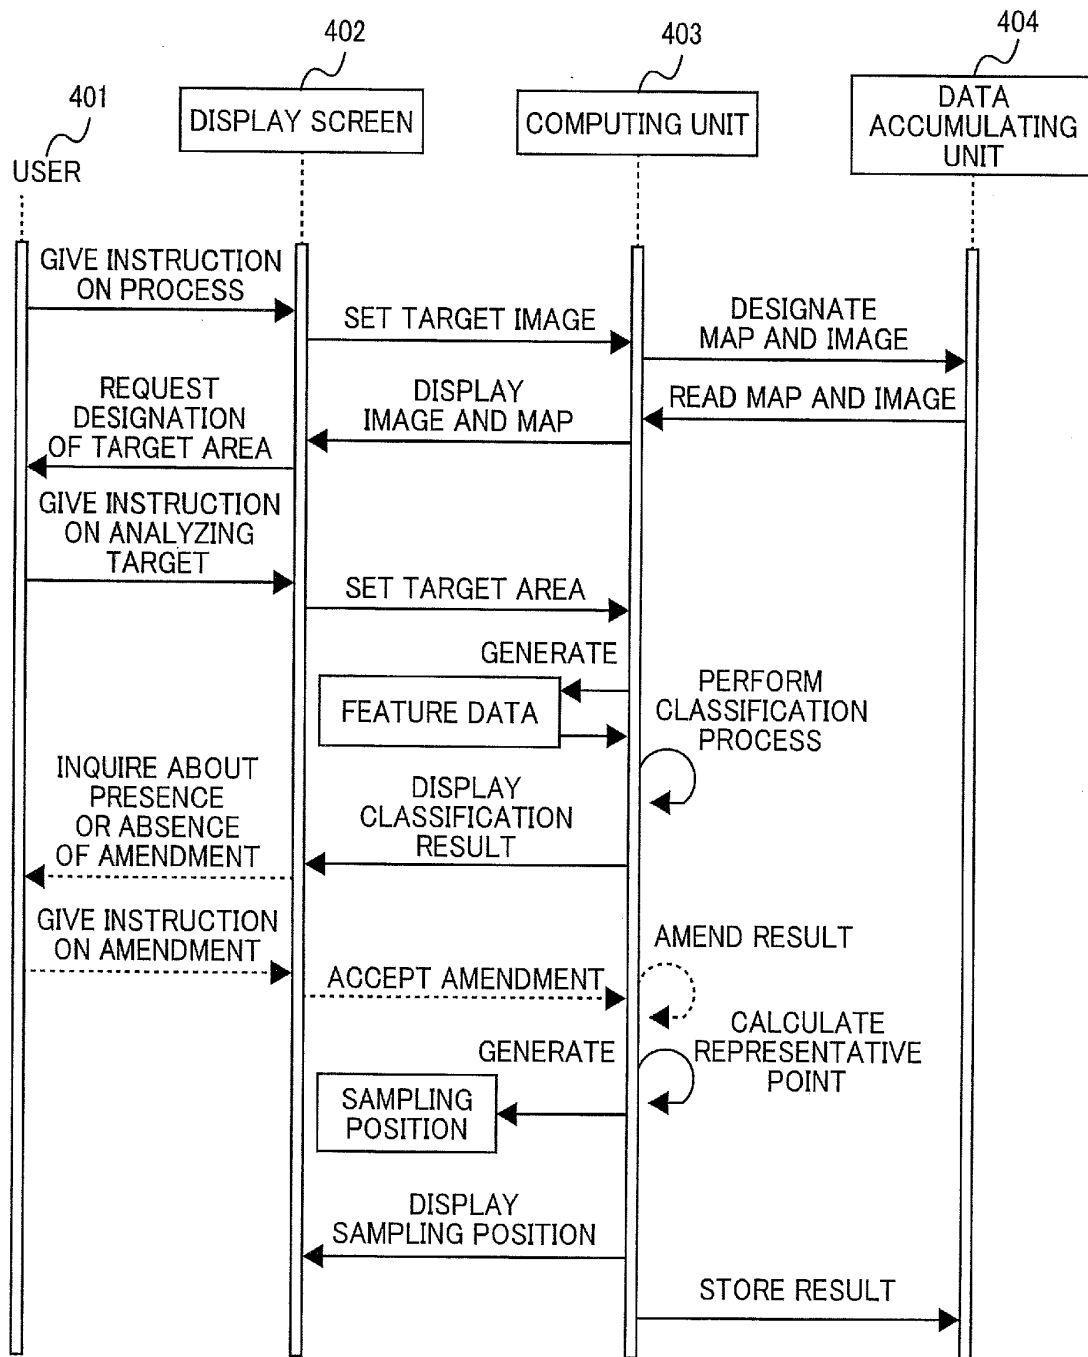 402
403
404
401
DISPLAY SCREEN
COMPUTING UNIT
DATA
ACCUMULATING
UNIT
USER
GIVE INSTRUCTION
ON PROCESS
SET TARGET IMAGE
DESIGNATE
MAP AND IMAGE
READ MAP AND IMAGE
DISPLAY
IMAGE AND MAP
REQUEST
DESIGNATION
OF TARGET AREA
GIVE INSTRUCTION
ON ANALYZING
TARGET
SET TARGET AREA
GENERATE
FEATURE DATA
PERFORM
CLASSIFICATION
PROCESS
DISPLAY
CLASSIFICATION
RESULT
INQUIRE ABOUT
PRESENCE
OR ABSENCE
OF AMENDMENT
GIVE INSTRUCTION
ON AMENDMENT
ACCEPT AMENDMENT
AMEND RESULT
CALCULATE
REPRESENTATIVE
POINT
GENERATE
SAMPLING
POSITION
DISPLAY
SAMPLING POSITION
STORE RESULT